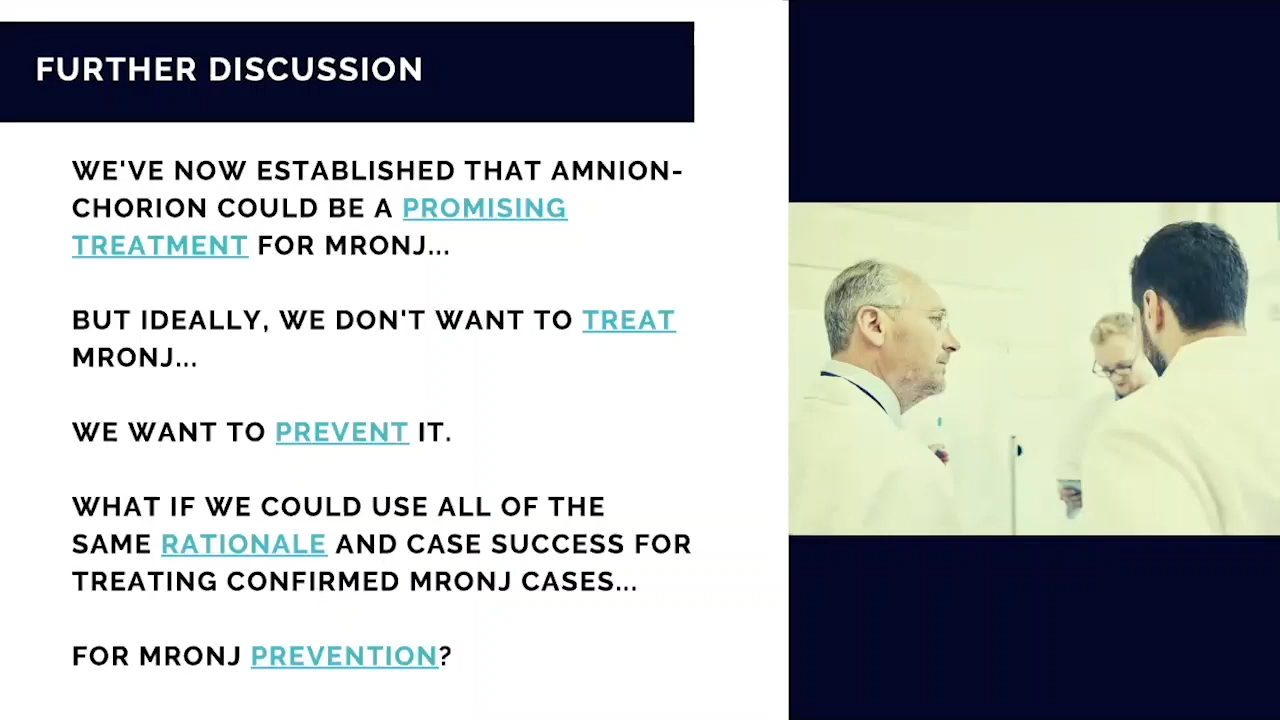 FURTHER DISCUSSION
WE'VE NOW ESTABLISHED THAT AMNION-
CHORION COULD BE A PROMISING
TREATMENT FOR MRONJ...
BUT IDEALLY, WE DON'T WANT TO TREAT
MRONJ...
WE WANT TO PREVENT IT.
WHAT IF WE COULD USE ALL OF THE
SAME RATIONALE AND CASE SUCCESS FOR
TREATING CONFIRMED MRONJ CASES...
FOR MRONJ PREVENTION?